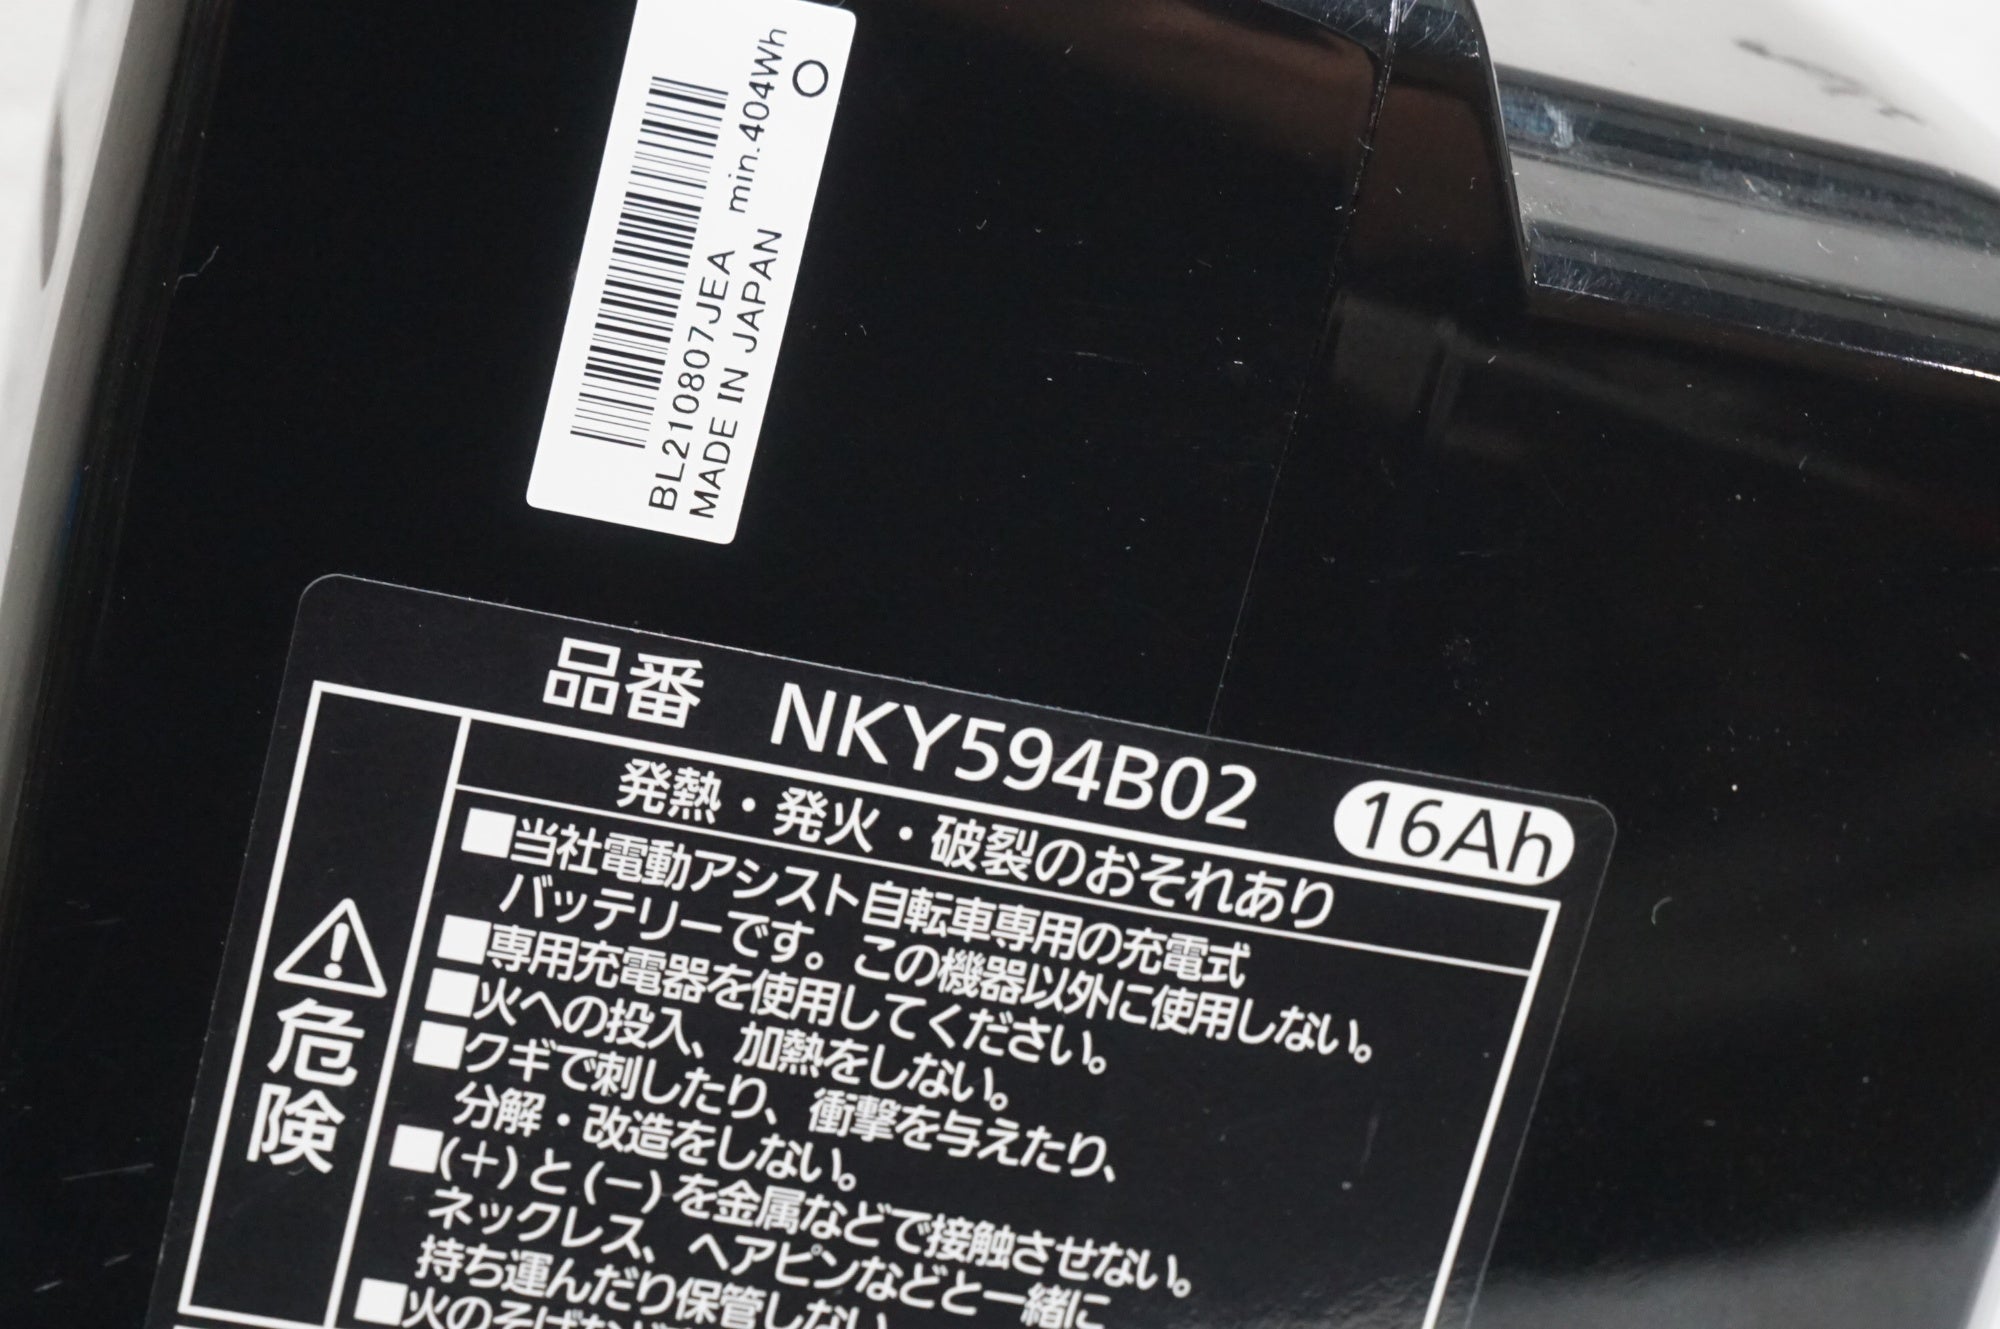 BL210807JEA min.404Wh
MADE IN JAPAN
品番 NKY594B02 16Ah
発熱・発火・破裂のおそれあり
危険
■当社電動アシスト自転車専用の充電式
バッテリーです。この機器以外に使用しない。
■専用充電器を使用してください。
■火への投入、加熱をしない。
■クギで刺したり、衝撃を与えたり、
分解・改造をしない。
■(+)と(−)を金属などで接触させない。
ネックレス、ヘアピンなどと一緒に
持ち運んだり保管しない
■火のそばなど